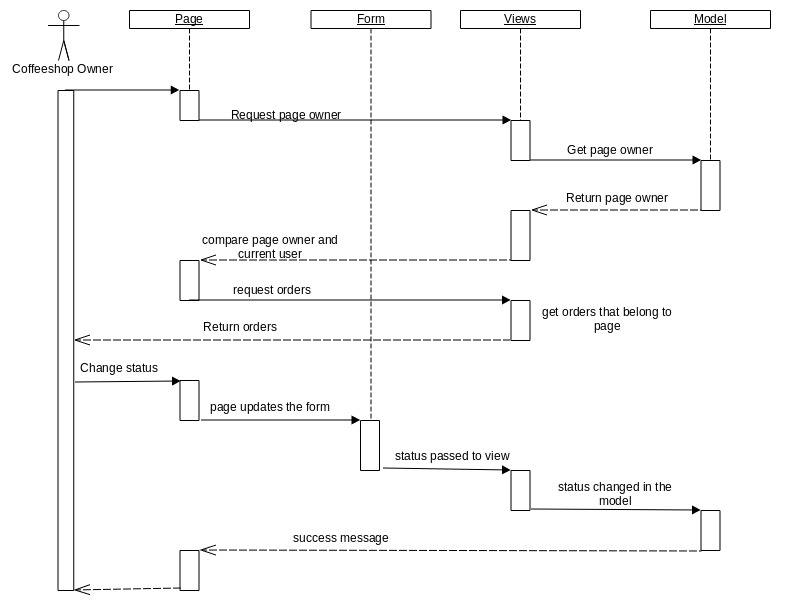 Page
Form
Views
Model
Coffeeshop Owner
Request page owner
Get page owner
Return page owner
compare page owner and
current user
request orders
get orders that belong to
page
Return orders
Change status
page updates the form
status passed to view
status changed in the
model
success message